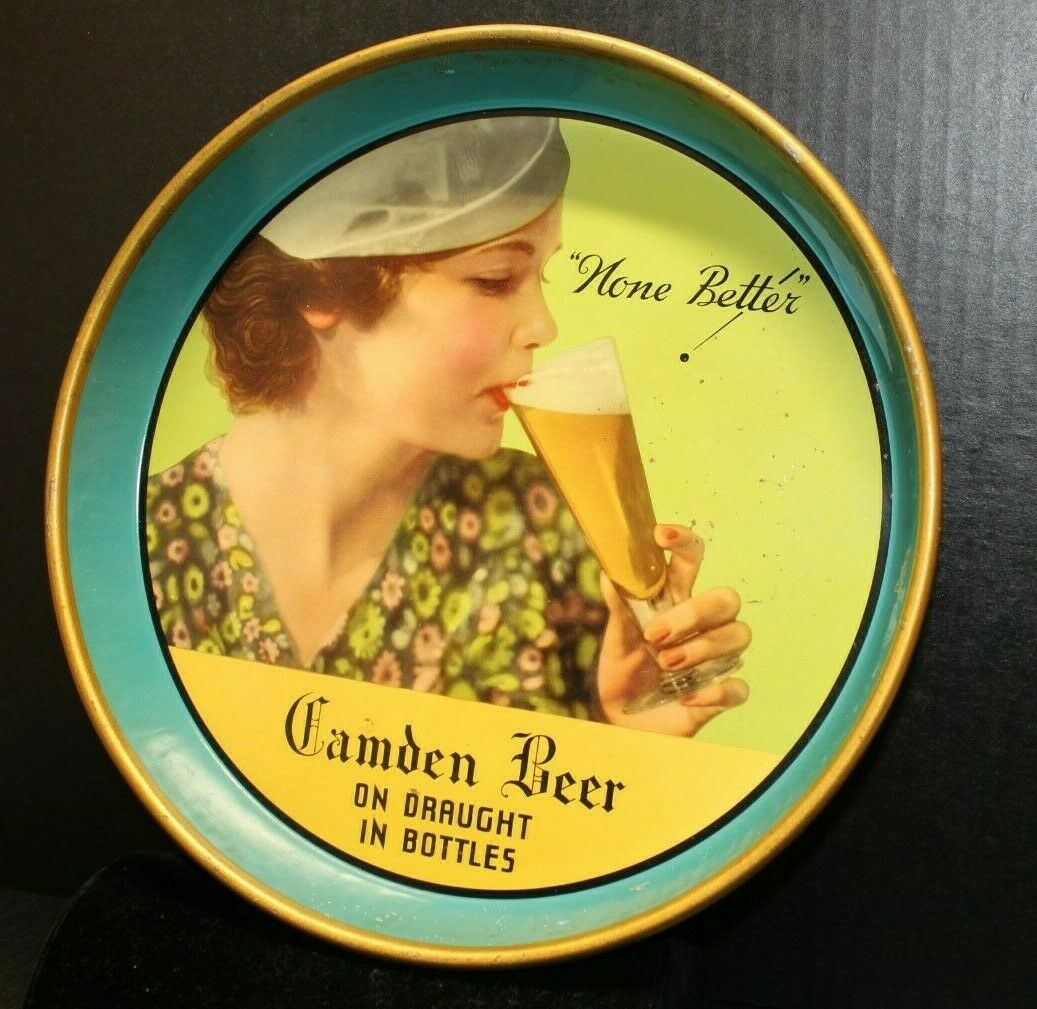 "None Better!"
Camden Beer
ON DRAUGHT
IN BOTTLES